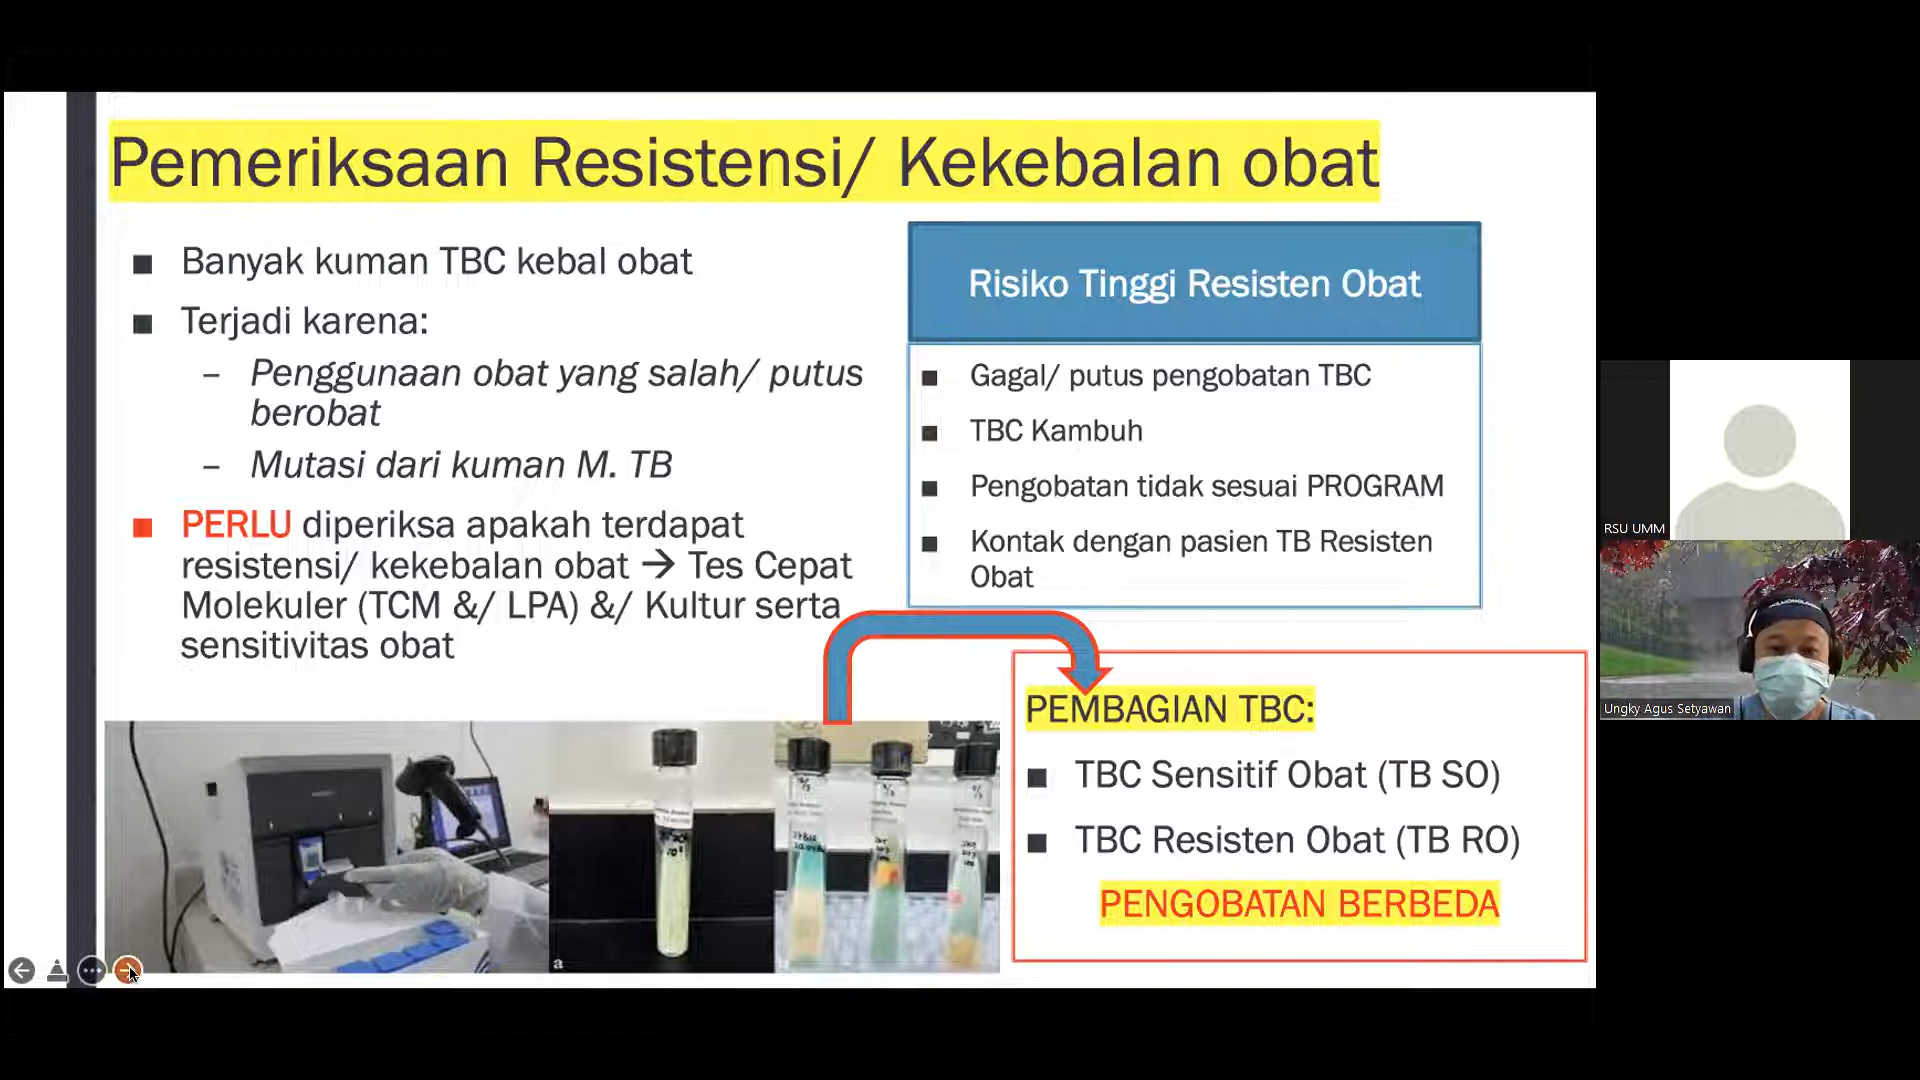 Pemeriksaan Resistensi/ Kekebalan obat
■ Banyak kuman TBC kebal obat
■ Terjadi karena:
– Penggunaan obat yang salah/ putus
berobat
– Mutasi dari kuman M. TB
■ PERLU diperiksa apakah terdapat
resistensi/ kekebalan obat → Tes Cepat
Molekuler (TCM &/ LPA) &/ Kultur serta
sensitivitas obat
Risiko Tinggi Resisten Obat
■ Gagal/ putus pengobatan TBC
■ TBC Kambuh
■ Pengobatan tidak sesuai PROGRAM
■ Kontak dengan pasien TB Resisten
Obat
PEMBAGIAN TBC:
■ TBC Sensitif Obat (TB SO)
■ TBC Resisten Obat (TB RO)
PENGOBATAN BERBEDA
a
RSU UMM
Ungky Agus Setyawan